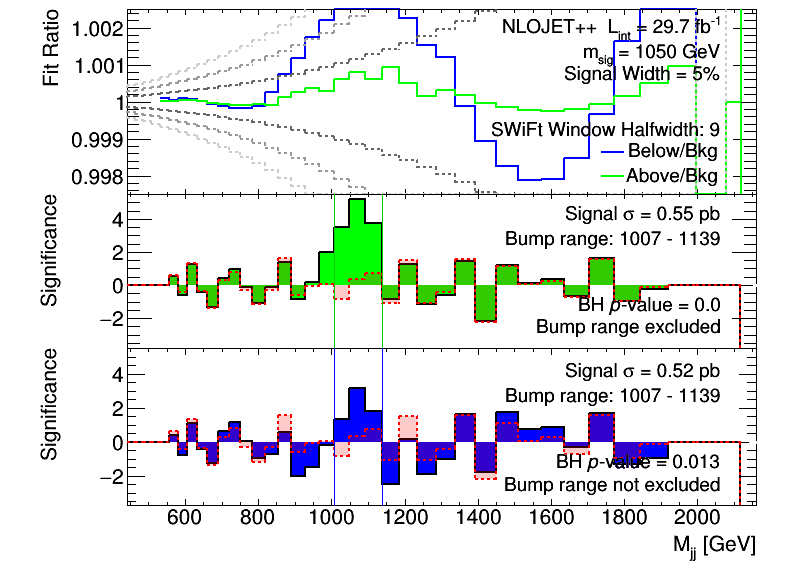 Fit Ratio
1.002
1.001
1
0.999
0.998
NLOJET++ L_int = 29.7 fb^-1
m_sig = 1050 GeV
Signal Width = 5%
SWiFt Window Halfwidth: 9
Below/Bkg
Above/Bkg
Significance
4
2
0
−2
Signal σ = 0.55 pb
Bump range: 1007 - 1139
BH p-value = 0.0
Bump range excluded
Significance
4
2
0
−2
Signal σ = 0.52 pb
Bump range: 1007 - 1139
BH p-value = 0.013
Bump range not excluded
600 800 1000 1200 1400 1600 1800 2000
M_jj [GeV]